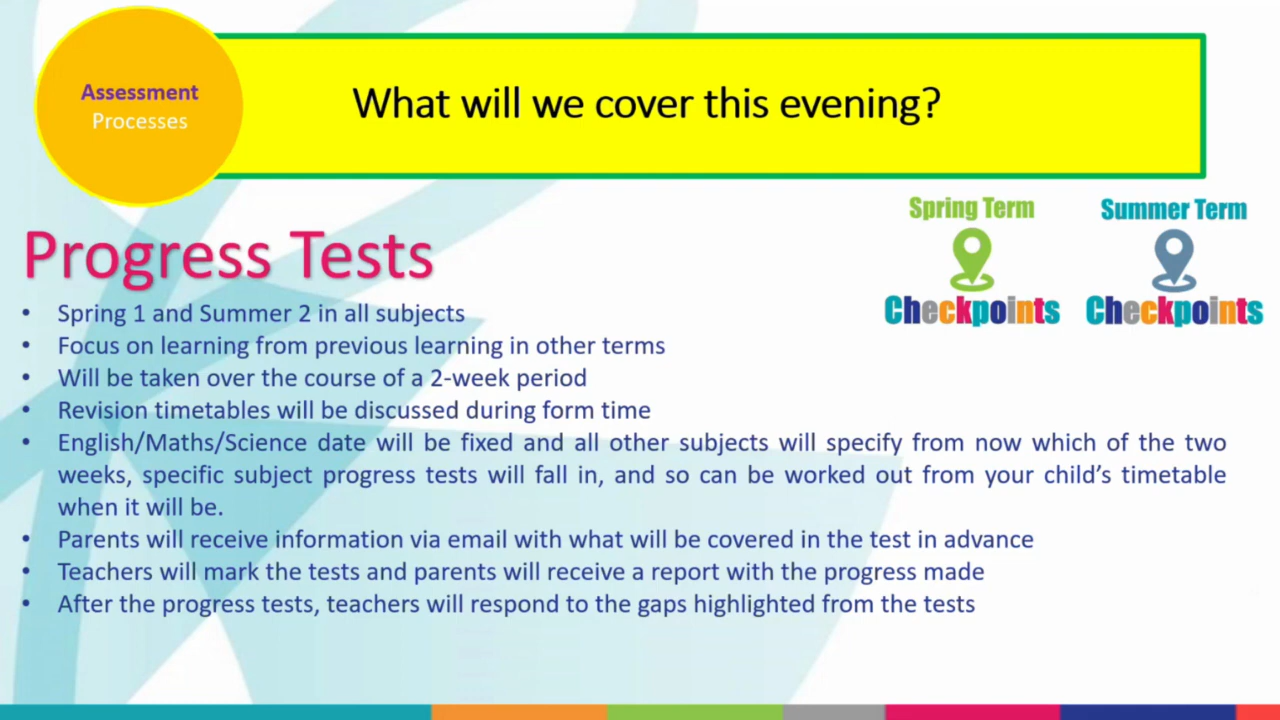 Assessment
Processes
What will we cover this evening?
Spring Term
Checkpoints
Summer Term
Checkpoints
Progress Tests
• Spring 1 and Summer 2 in all subjects
• Focus on learning from previous learning in other terms
• Will be taken over the course of a 2-week period
• Revision timetables will be discussed during form time
• English/Maths/Science date will be fixed and all other subjects will specify from now which of the two
weeks, specific subject progress tests will fall in, and so can be worked out from your child’s timetable
when it will be.
• Parents will receive information via email with what will be covered in the test in advance
• Teachers will mark the tests and parents will receive a report with the progress made
• After the progress tests, teachers will respond to the gaps highlighted from the tests